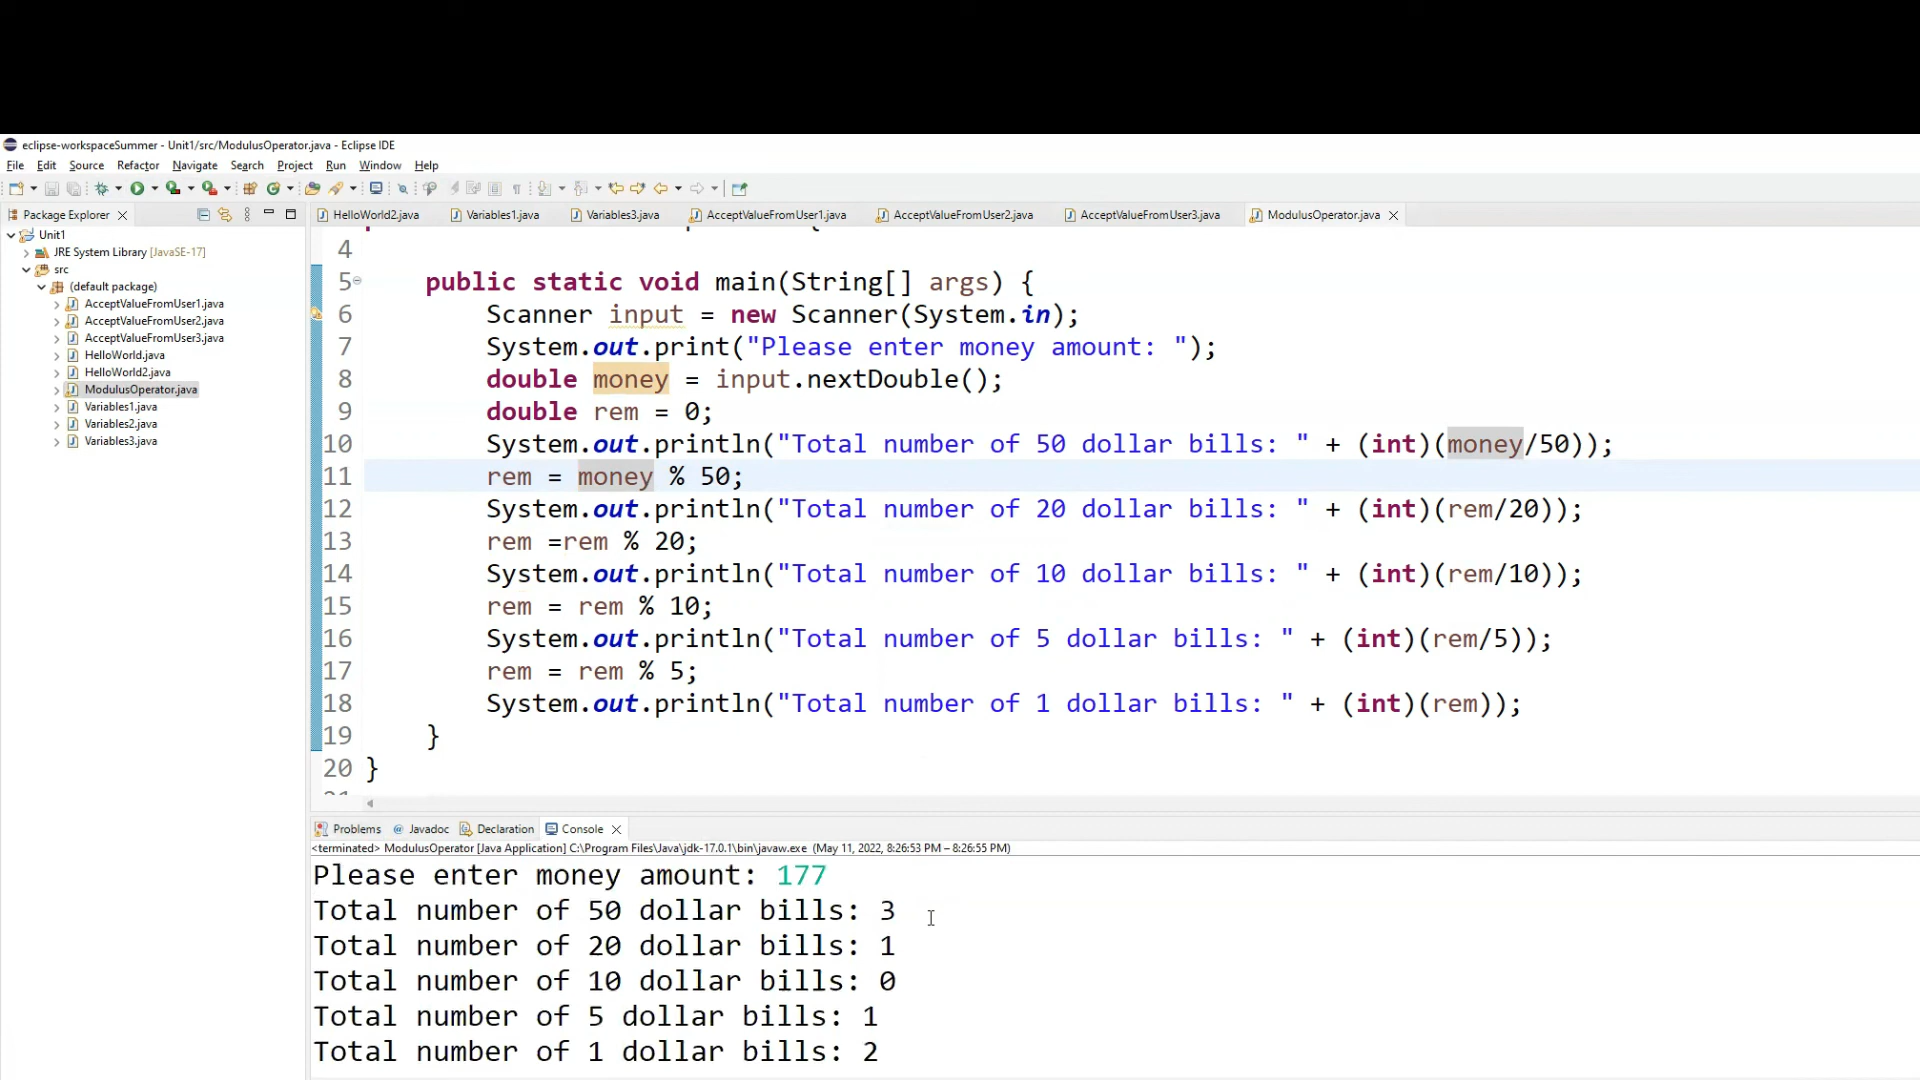 eclipse-workspaceSummer - Unit1/src/ModulusOperator.java - Eclipse IDE
File Edit Source Refactor Navigate Search Project Run Window Help
Package Explorer
Unit1
JRE System Library [JavaSE-17]
src
(default package)
AcceptValueFromUser1.java
AcceptValueFromUser2.java
AcceptValueFromUser3.java
HelloWorld.java
HelloWorld2.java
ModulusOperator.java
Variables1.java
Variables2.java
Variables3.java
HelloWorld2.java Variables1.java Variables3.java AcceptValueFromUser1.java AcceptValueFromUser2.java AcceptValueFromUser3.java ModulusOperator.java
4
5 public static void main(String[] args) {
6 Scanner input = new Scanner(System.in);
7 System.out.print("Please enter money amount: ");
8 double money = input.nextDouble();
9 double rem = 0;
10 System.out.println("Total number of 50 dollar bills: " + (int)(money/50));
11 rem = money % 50;
12 System.out.println("Total number of 20 dollar bills: " + (int)(rem/20));
13 rem =rem % 20;
14 System.out.println("Total number of 10 dollar bills: " + (int)(rem/10));
15 rem = rem % 10;
16 System.out.println("Total number of 5 dollar bills: " + (int)(rem/5));
17 rem = rem % 5;
18 System.out.println("Total number of 1 dollar bills: " + (int)(rem));
19 }
20 }
Problems @ Javadoc Declaration Console
<terminated> ModulusOperator [Java Application] C:\Program Files\Java\jdk-17.0.1\bin\javaw.exe (May 11, 2022, 8:26:53 PM – 8:26:55 PM)
Please enter money amount: 177
Total number of 50 dollar bills: 3
Total number of 20 dollar bills: 1
Total number of 10 dollar bills: 0
Total number of 5 dollar bills: 1
Total number of 1 dollar bills: 2